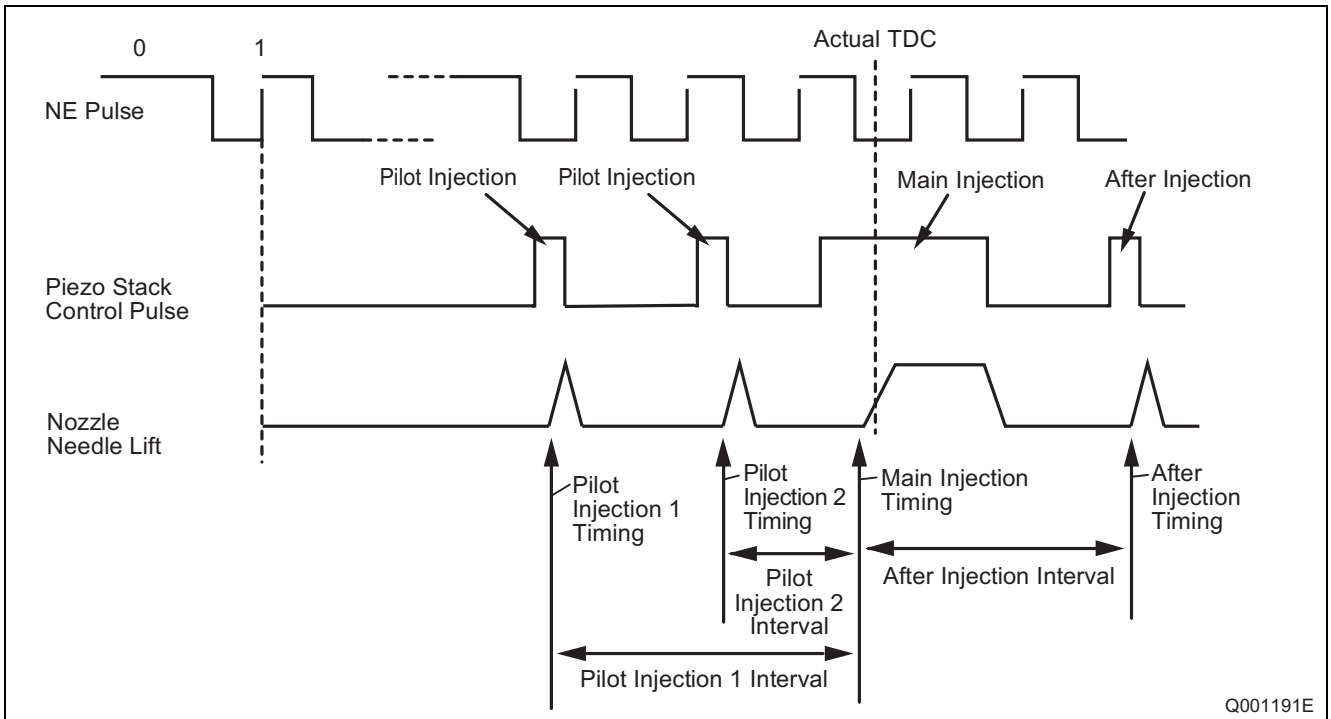 0
1
Actual TDC
NE Pulse
Pilot Injection
Pilot Injection
Main Injection
After Injection
Piezo Stack
Control Pulse
Nozzle
Needle Lift
Pilot
Injection 1
Timing
Pilot
Injection 2
Timing
Main Injection
Timing
After
Injection
Timing
Pilot
Injection 2
Interval
After Injection Interval
Pilot Injection 1 Interval
Q001191E